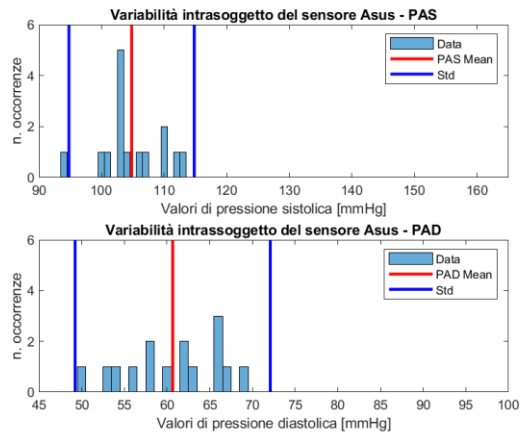 Variabilità intrasoggetto del sensore Asus - PAS
6
4
2
0
n. occorrenze
Data
PAS Mean
Std
90 100 110 120 130 140 150 160
Valori di pressione sistolica [mmHg]
Variabilità intrassoggetto del sensore Asus - PAD
6
4
2
0
n. occorrenze
Data
PAD Mean
Std
45 50 55 60 65 70 75 80 85 90 95 100
Valori di pressione diastolica [mmHg]